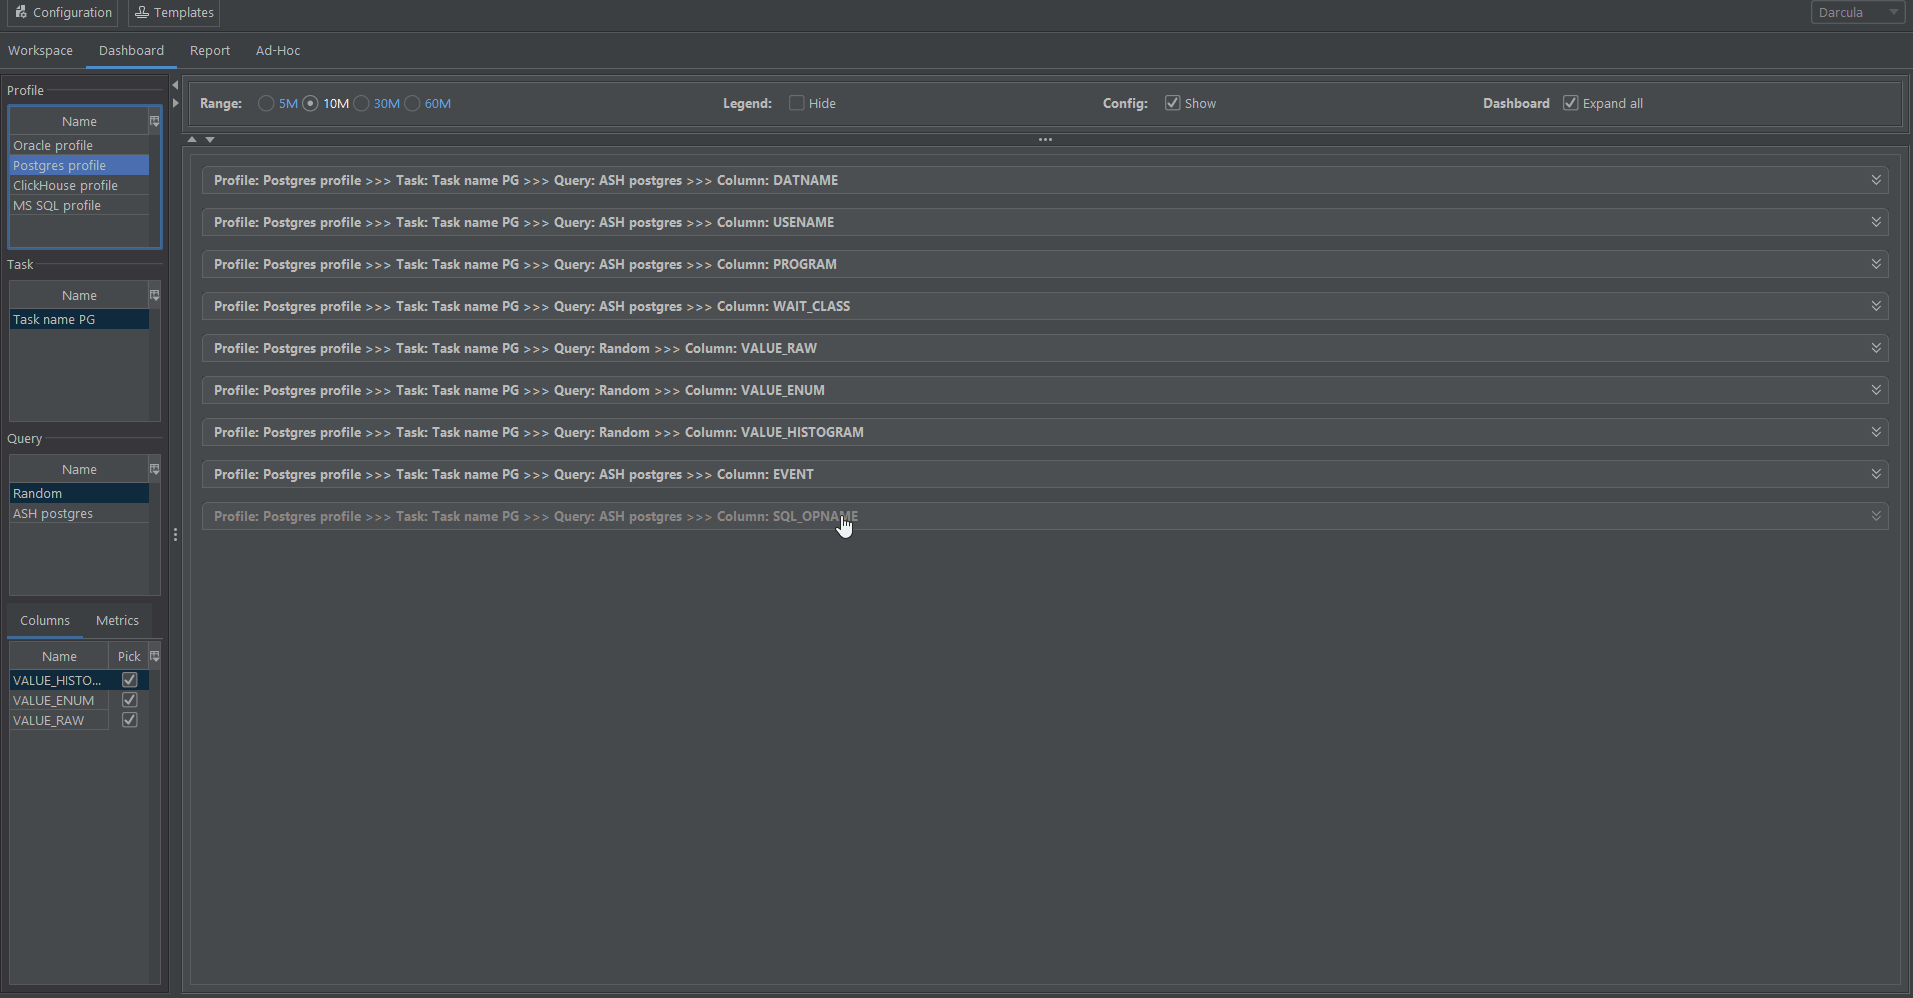 Configuration Templates Darcula
Workspace Dashboard Report Ad-Hoc
Profile
Name
Oracle profile
Postgres profile
ClickHouse profile
MS SQL profile
Task
Name
Task name PG
Query
Name
Random
ASH postgres
Columns Metrics
Name Pick
VALUE_HISTO...
VALUE_ENUM
VALUE_RAW
Range: 5M 10M 30M 60M Legend: Hide Config: Show Dashboard Expand all
Profile: Postgres profile >>> Task: Task name PG >>> Query: ASH postgres >>> Column: DATNAME
Profile: Postgres profile >>> Task: Task name PG >>> Query: ASH postgres >>> Column: USENAME
Profile: Postgres profile >>> Task: Task name PG >>> Query: ASH postgres >>> Column: PROGRAM
Profile: Postgres profile >>> Task: Task name PG >>> Query: ASH postgres >>> Column: WAIT_CLASS
Profile: Postgres profile >>> Task: Task name PG >>> Query: Random >>> Column: VALUE_RAW
Profile: Postgres profile >>> Task: Task name PG >>> Query: Random >>> Column: VALUE_ENUM
Profile: Postgres profile >>> Task: Task name PG >>> Query: Random >>> Column: VALUE_HISTOGRAM
Profile: Postgres profile >>> Task: Task name PG >>> Query: ASH postgres >>> Column: EVENT
Profile: Postgres profile >>> Task: Task name PG >>> Query: ASH postgres >>> Column: SQL_OPNAME